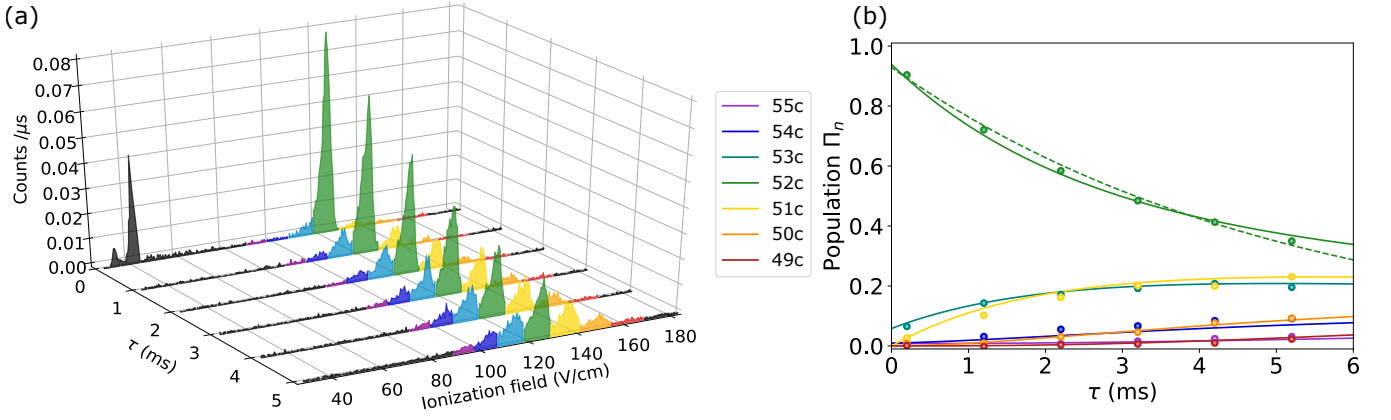 (a)
0.08
0.07
0.06
0.05
0.04
0.03
0.02
0.01
0.00
Counts /μs
0
1
2
3
4
5
τ (ms)
40
60
80
100
120
140
160
180
Ionization field (V/cm)
55c
54c
53c
52c
51c
50c
49c
(b)
1.0
0.8
0.6
0.4
0.2
0.0
Population Πₙ
0 1 2 3 4 5 6
τ (ms)